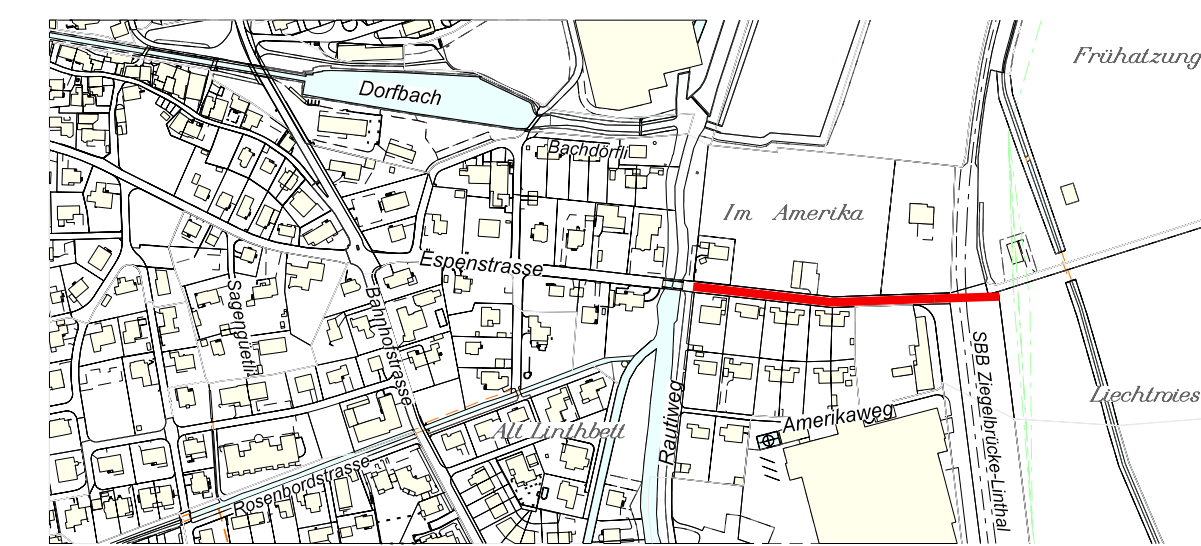 Frühatzung
Dorfbach
Bachdörfli
Im Amerika
Espenstrasse
Sagengüetli
Bahnhofstrasse
SBB Ziegelbrücke-Linthal
Liechtroies
Rautiweg
Amerikaweg
Alt Linthbett
Rosenbordstrasse